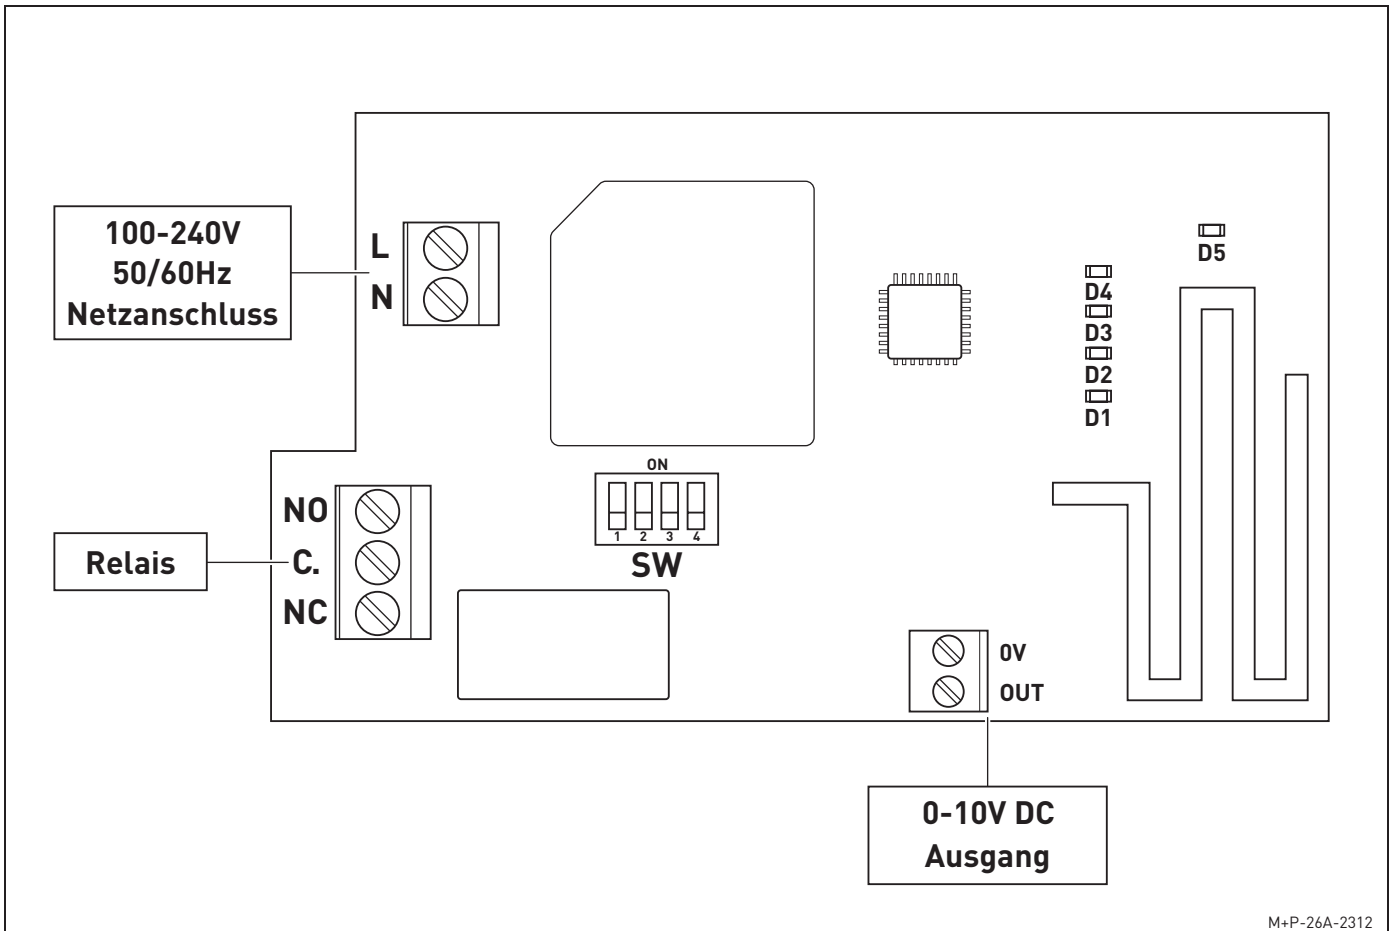 100-240V
50/60Hz
Netzanschluss
L
N
D5
D4
D3
D2
D1
ON
1 2 3 4
SW
NO
C.
NC
Relais
0V
OUT
0-10V DC
Ausgang
M+P-26A-2312